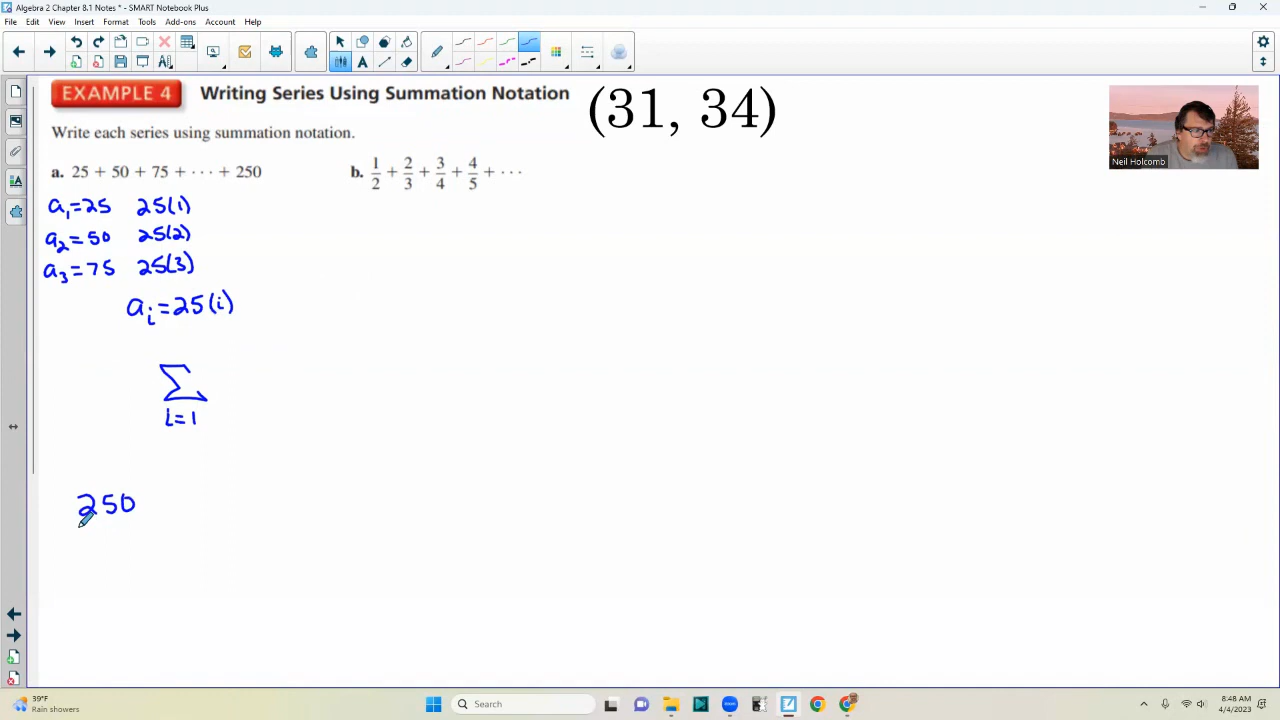 Algebra 2 Chapter 8.1 Notes * - SMART Notebook Plus
File Edit View Insert Format Tools Add-ons Account Help
EXAMPLE 4 Writing Series Using Summation Notation
(31, 34)
Write each series using summation notation.
a. 25 + 50 + 75 + · · · + 250
b. 1/2 + 2/3 + 3/4 + 4/5 + · · ·
a₁=25 25(1)
a₂=50 25(2)
a₃=75 25(3)
aᵢ=25(i)
Σ
i=1
250
Neil Holcomb
39°F
Rain showers
Search
8:48 AM
4/4/2023